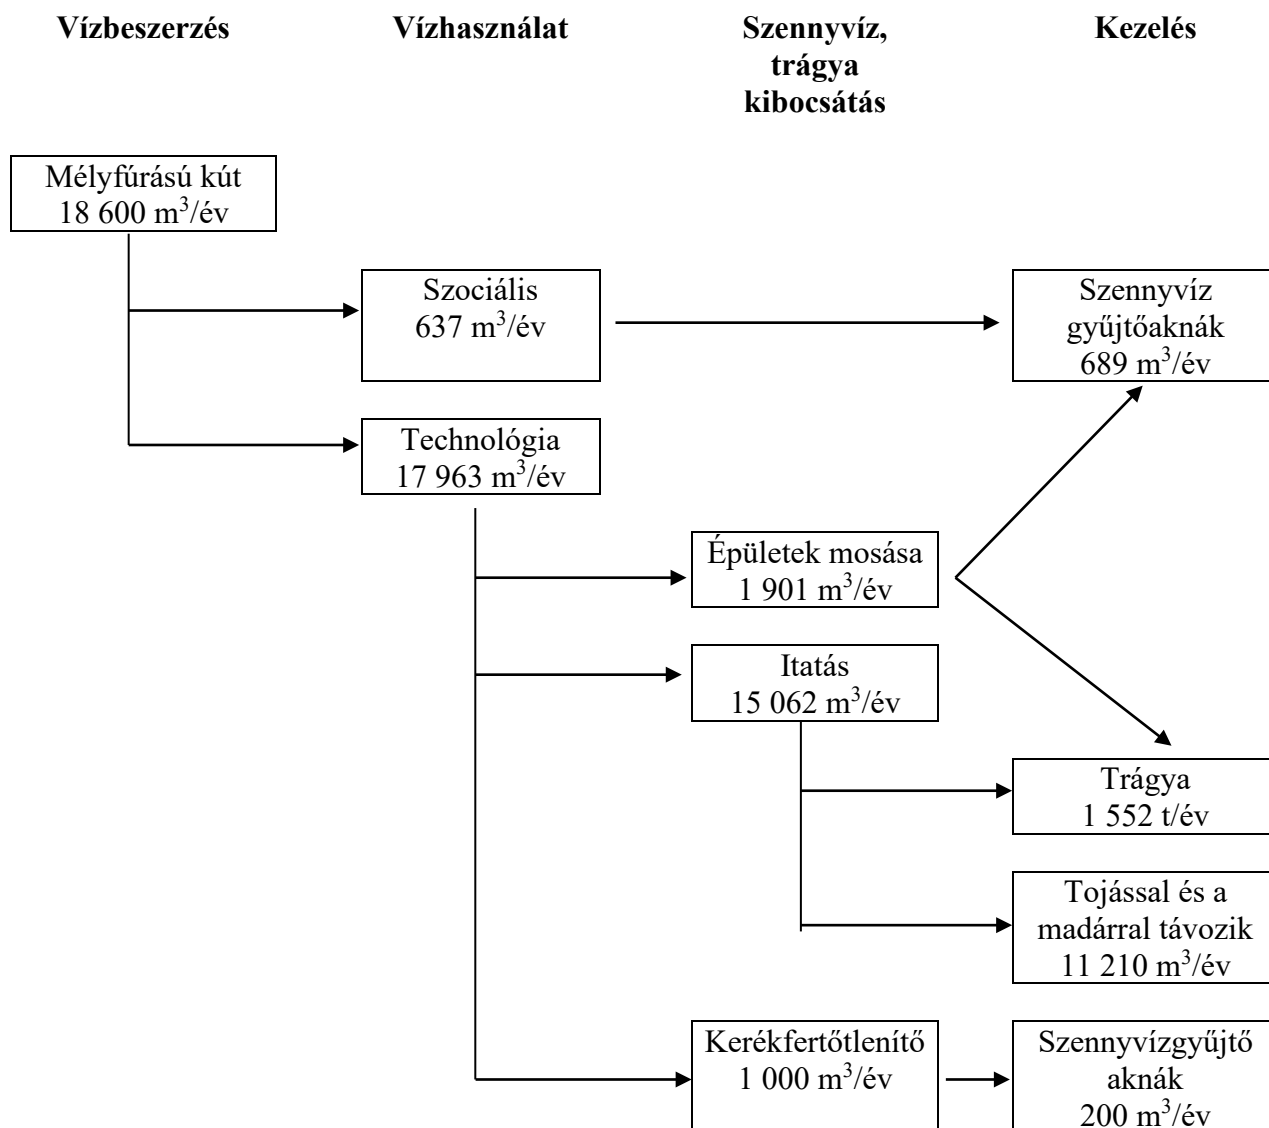 Vízbeszerzés
Vízhasználat
Szennyvíz,
trágya
kibocsátás
Kezelés
Mélyfúrású kút
18 600 m³/év
Szociális
637 m³/év
Szennyvíz
gyűjtőaknák
689 m³/év
Technológia
17 963 m³/év
Épületek mosása
1 901 m³/év
Itatás
15 062 m³/év
Trágya
1 552 t/év
Tojással és a
madárral távozik
11 210 m³/év
Kerékfertőtlenítő
1 000 m³/év
Szennyvízgyűjtő
aknák
200 m³/év